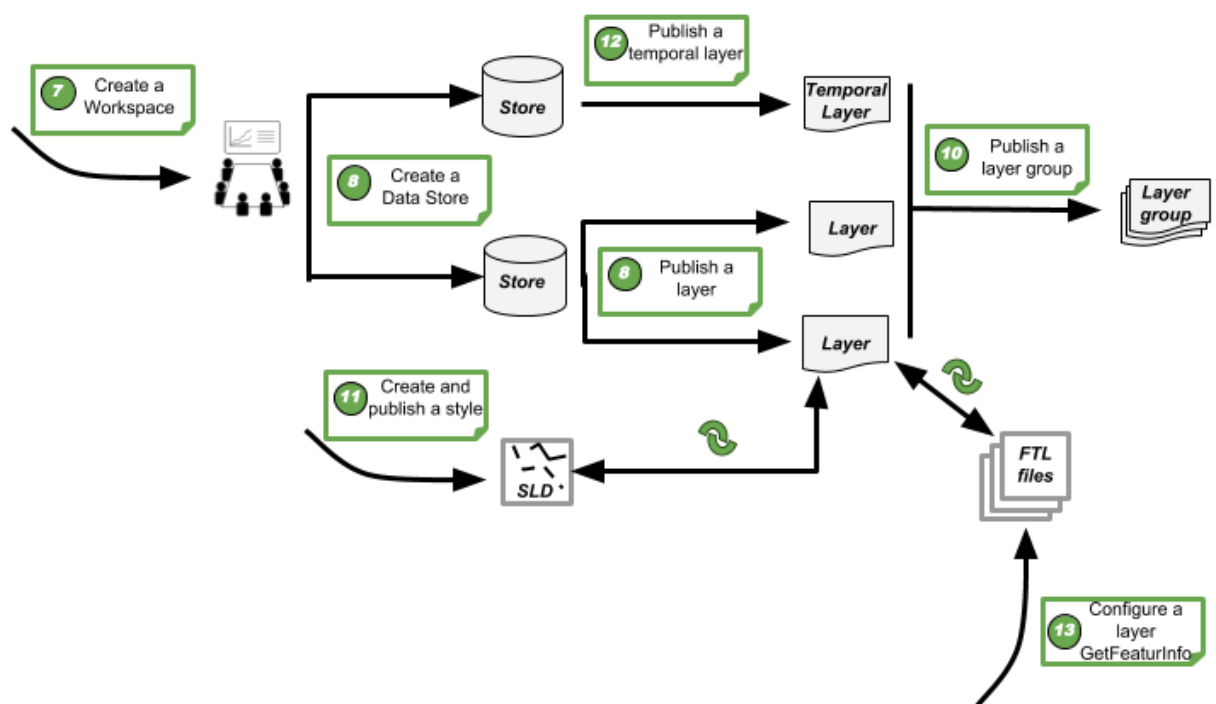 12
Publish a
temporal layer
7
Create a
Workspace
Store
Temporal
Layer
10
Publish a
layer group
8
Create a
Data Store
Layer
group
Layer
8
Publish a
layer
Store
Layer
11
Create and
publish a style
SLD
FTL
files
13
Configure a
layer
GetFeaturInfo